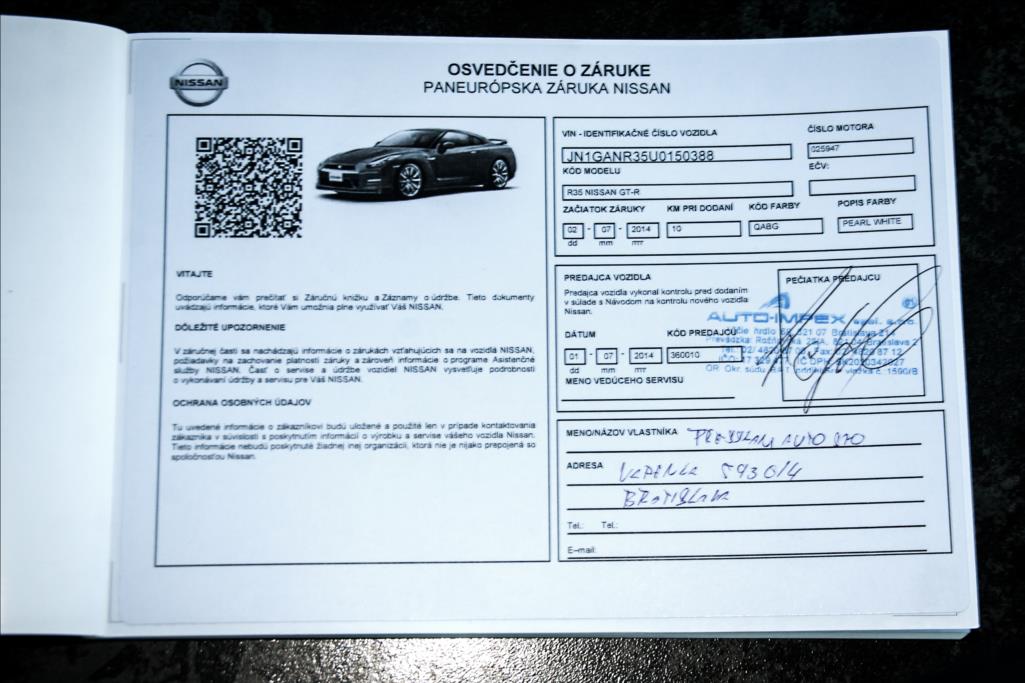 NISSAN
OSVEDČENIE O ZÁRUKE
PANEURÓPSKA ZÁRUKA NISSAN
VITAJTE
Odporúčame vám prečítať si Záručnú knižku a Záznamy o údržbe. Tieto dokumenty
uvádzajú informácie, ktoré Vám umožnia plne využívať Váš NISSAN.
DÔLEŽITÉ UPOZORNENIE
V záručnej časti sa nachádzajú informácie o zárukách vzťahujúcich sa na vozidlá NISSAN,
požiadavky na zachovanie platnosti záruky a zároveň informácie o programe Asistenčné
služby NISSAN. Časť o servise a údržbe vozidiel NISSAN vysvetľuje podrobnosti
o vykonávaní údržby a servisu pre Váš NISSAN.
OCHRANA OSOBNÝCH ÚDAJOV
Tu uvedené informácie o zákazníkovi budú uložené a použité len v prípade kontaktovania
zákazníka v súvislosti s poskytnutím informácií o výrobku a servise vášho vozidla Nissan.
Tieto informácie nebudú poskytnuté žiadnej inej organizácii, ktorá nie je nijako prepojená so
spoločnosťou Nissan.
VIN - IDENTIFIKAČNÉ ČÍSLO VOZIDLA
ČÍSLO MOTORA
JN1GANR35U0150388
025947
KÓD MODELU
EČV:
R35 NISSAN GT-R
ZAČIATOK ZÁRUKY KM PRI DODANÍ KÓD FARBY POPIS FARBY
02 - 07 - 2014 10 QABG PEARL WHITE
dd mm rrrr
PREDAJCA VOZIDLA
PEČIATKA PREDAJCU
Predajca vozidla vykonal kontrolu pred dodaním
v súlade s Návodom na kontrolu nového vozidla
Nissan.
AUTO-IMPEX spol. s r.o.
DÁTUM KÓD PREDAJCU
01 - 07 - 2014 360010
dd mm rrrr
MENO VEDÚCEHO SERVISU
MENO/NÁZOV VLASTNÍKA
ADRESA 5930/4
BRATISLAVA
Tel.: Tel.:
E-mail: